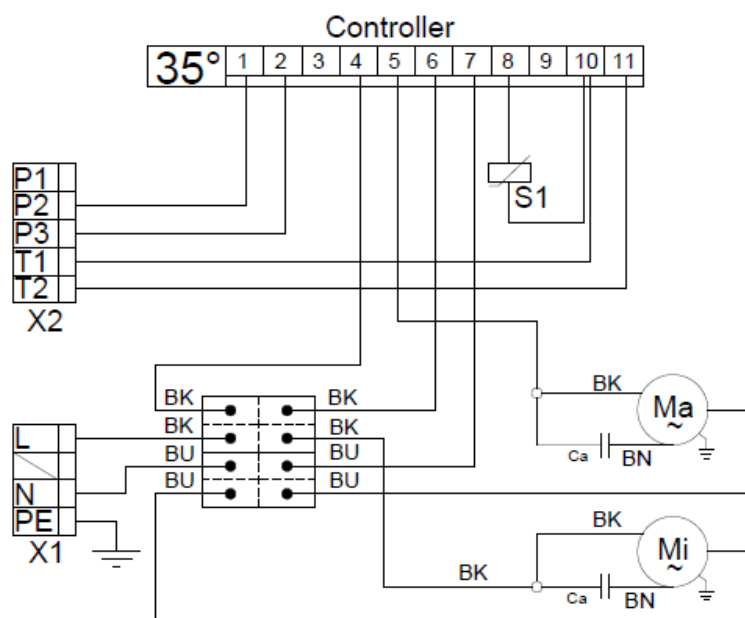 Controller
35° 1 2 3 4 5 6 7 8 9 10 11
P1
P2
P3
T1
T2
X2
S1
BK BK
BK BK
BU BU
BU BU
L
N
PE
X1
BK
Ma
~
Ca BN
BK
Mi
~
BK
Ca BN